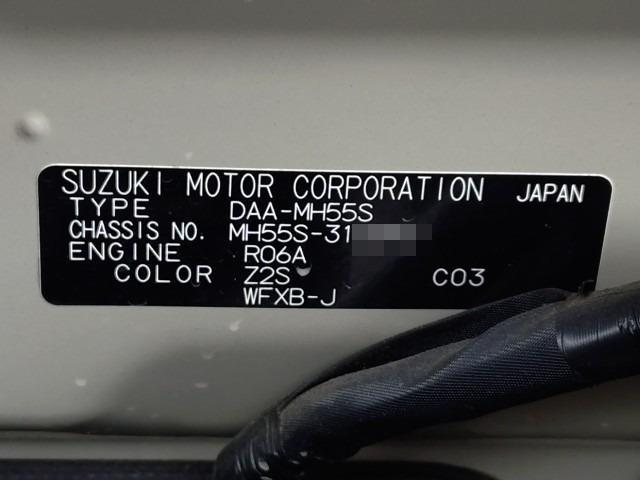 SUZUKI MOTOR CORPORATION JAPAN
TYPE DAA-MH55S
CHASSIS NO. MH55S-31
ENGINE R06A
COLOR Z2S C03
WFXB-J